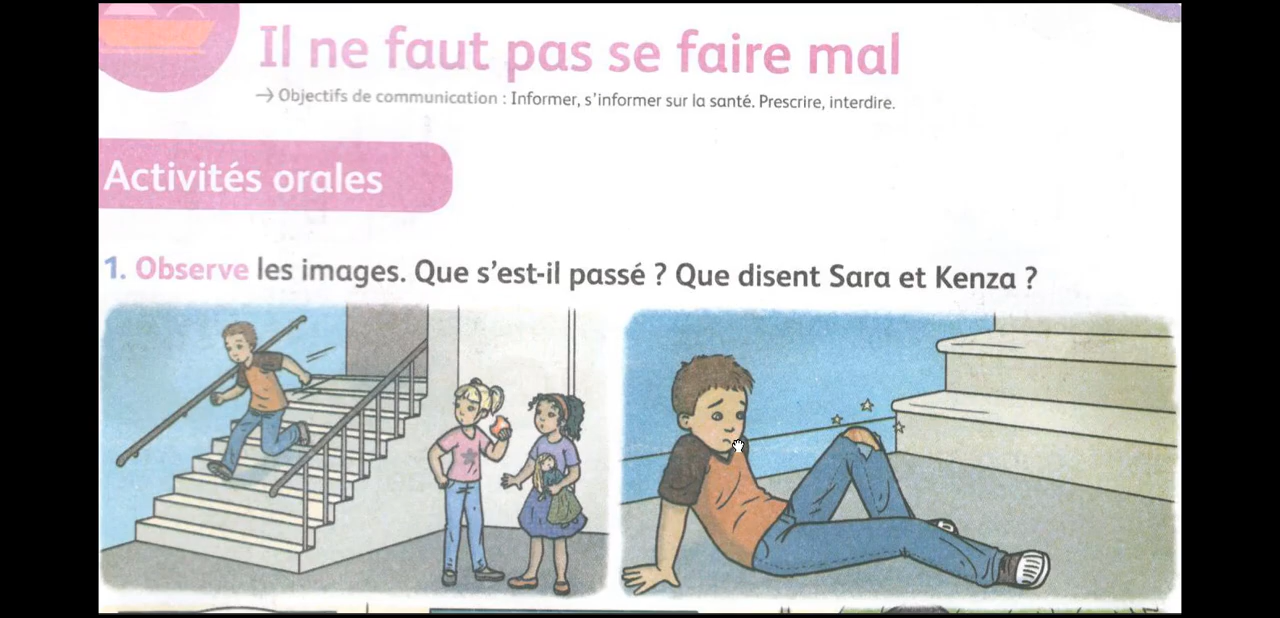 Il ne faut pas se faire mal
→ Objectifs de communication : Informer, s'informer sur la santé. Prescrire, interdire.
Activités orales
1. Observe les images. Que s'est-il passé ? Que disent Sara et Kenza ?